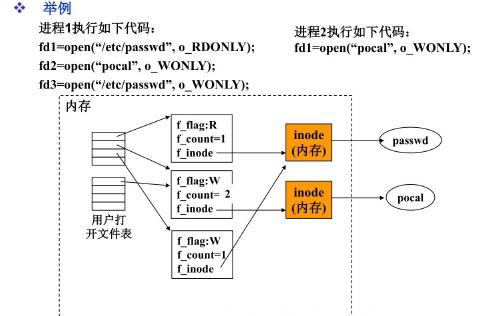 ❖ 举例
进程1执行如下代码：
fd1=open(“/etc/passwd”, o_RDONLY);
fd2=open(“pocal”, o_WONLY);
fd3=open(“/etc/passwd”, o_WONLY);
进程2执行如下代码：
fd1=open(“pocal”, o_WONLY);
内存
f_flag:R
f_count=1
f_inode
f_flag:W
f_count= 2
f_inode
f_flag:W
f_count=1
f_inode
inode
(内存)
inode
(内存)
passwd
pocal
用户打
开文件表